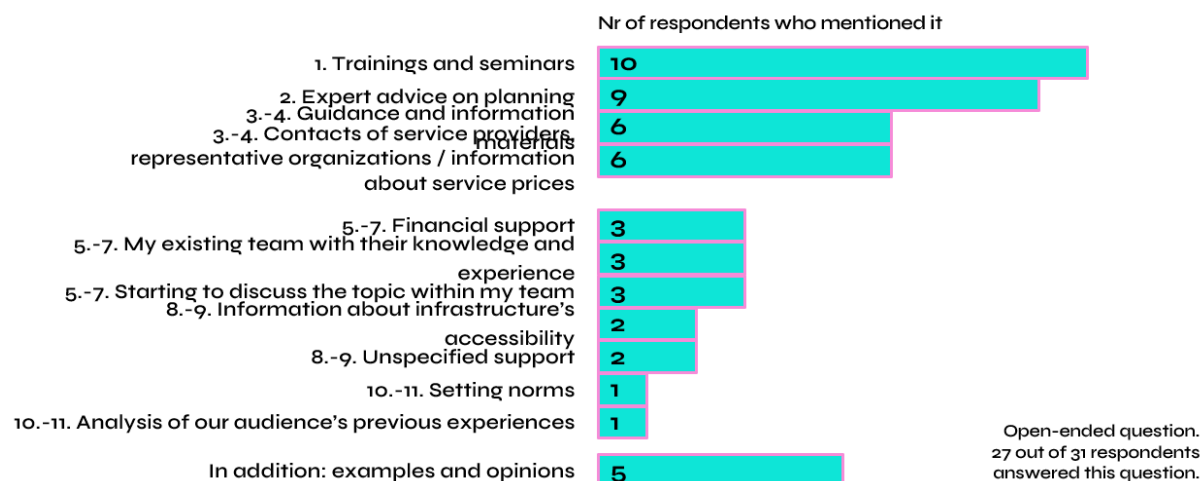 Nr of respondents who mentioned it
1. Trainings and seminars
10
2. Expert advice on planning
9
3.-4. Guidance and information
materials
6
3.-4. Contacts of service providers,
representative organizations / information
about service prices
6
5.-7. Financial support
3
5.-7. My existing team with their knowledge and
experience
3
5.-7. Starting to discuss the topic within my team
3
8.-9. Information about infrastructure's
accessibility
2
8.-9. Unspecified support
2
10.-11. Setting norms
1
10.-11. Analysis of our audience's previous experiences
1
In addition: examples and opinions
5
Open-ended question.
27 out of 31 respondents
answered this question.